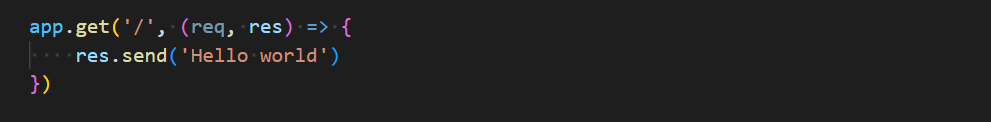 app.get('/', (req, res) => {
    res.send('Hello world')
})